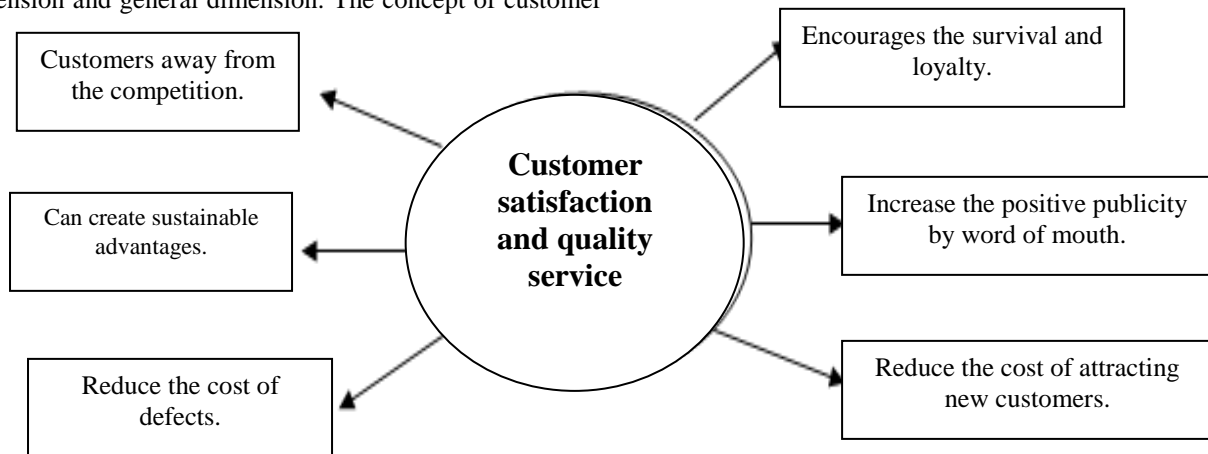 ension and general dimension. The concept of customer
Customers away from
the competition.
Encourages the survival and
loyalty.
Customer
satisfaction
and quality
service
Can create sustainable
advantages.
Increase the positive publicity
by word of mouth.
Reduce the cost of
defects.
Reduce the cost of attracting
new customers.